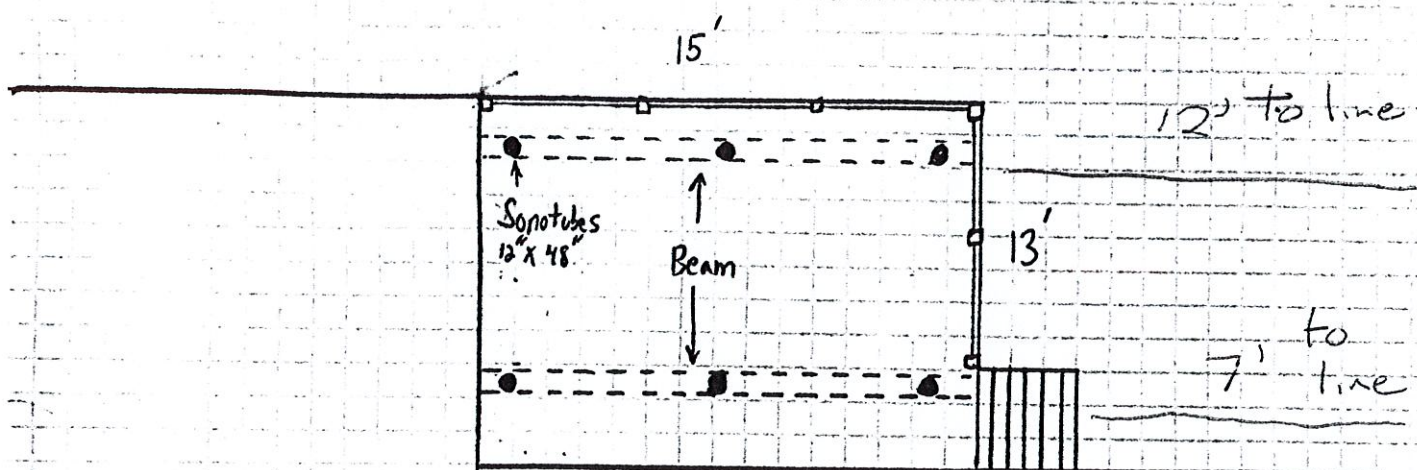 15'
12' to line
Sonotubes
12" x 48"
Beam
13'
7' to
line